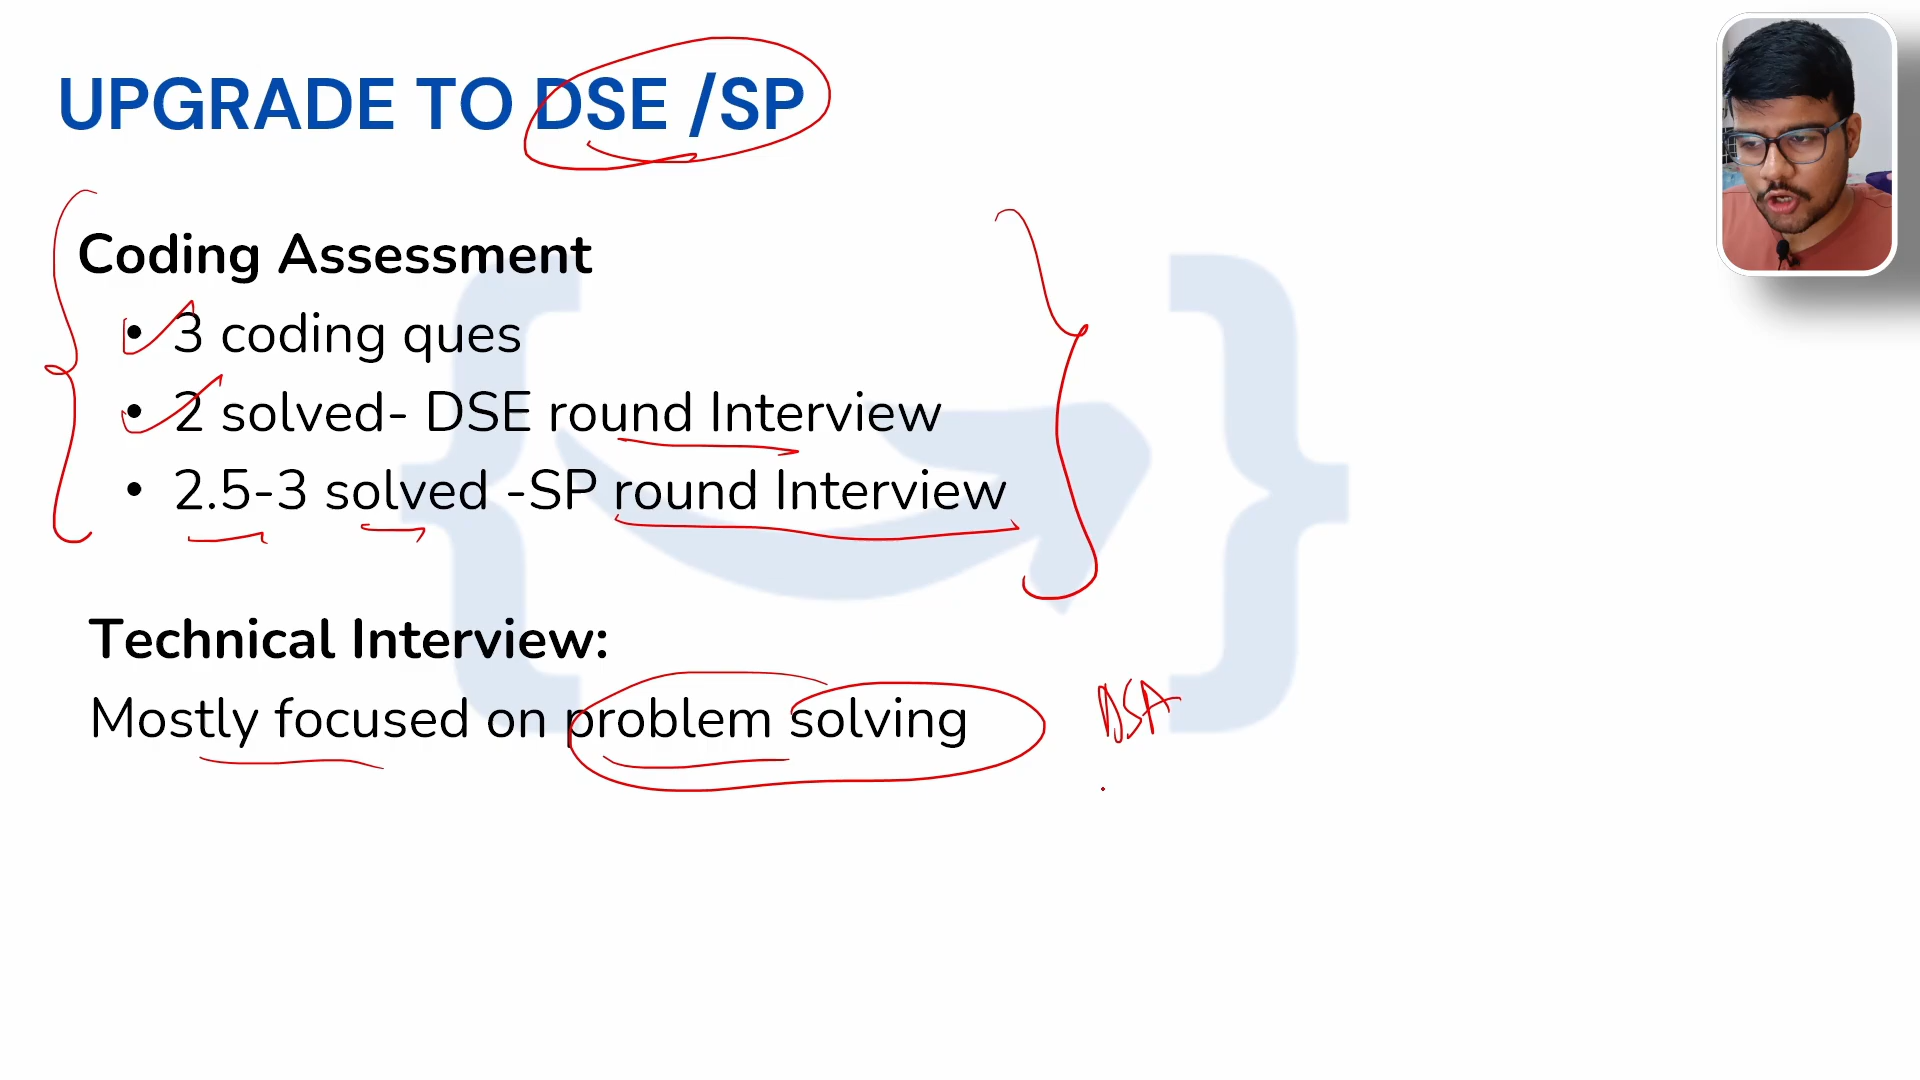 UPGRADE TO DSE /SP
Coding Assessment
• 3 coding ques
• 2 solved- DSE round Interview
• 2.5-3 solved -SP round Interview
Technical Interview:
Mostly focused on problem solving
DSA